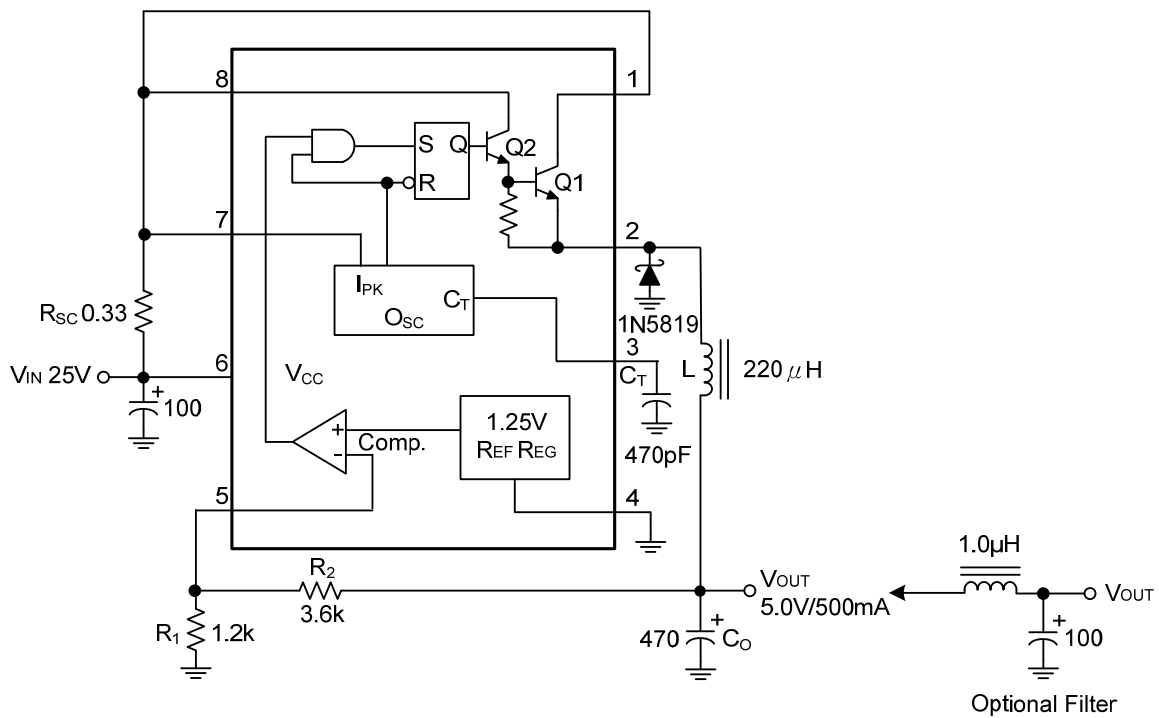 8
1
S Q
Q2
R
Q1
7
2
IPK
CT
OSC
RSC 0.33
1N5819
3
6
CT
L
220 μH
VIN 25V
VCC
+
100
1.25V
REF REG
+
Comp.
-
470pF
5
4
1.0µH
R2
3.6k
VOUT
5.0V/500mA
VOUT
R1 1.2k
+
470 CO
+
100
Optional Filter